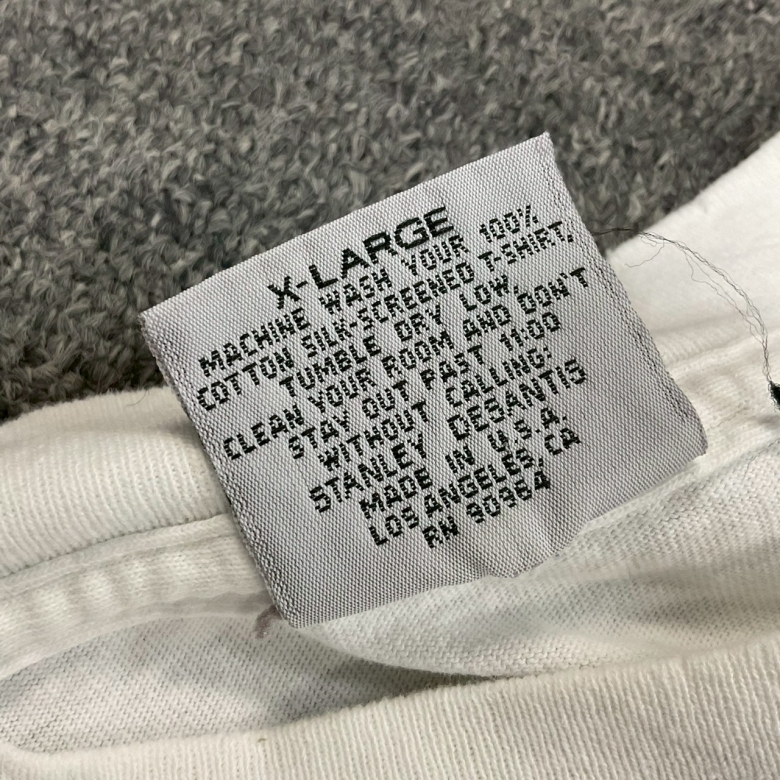 X-LARGE
MACHINE WASH YOUR 100%
COTTON SILK-SCREENED T-SHIRT,
TUMBLE DRY LOW,
CLEAN YOUR ROOM AND DON'T
STAY OUT PAST 11:00
WITHOUT CALLING!
STANLEY DESANTIS
MADE IN U.S.A.
LOS ANGELES, CA
RN 90964